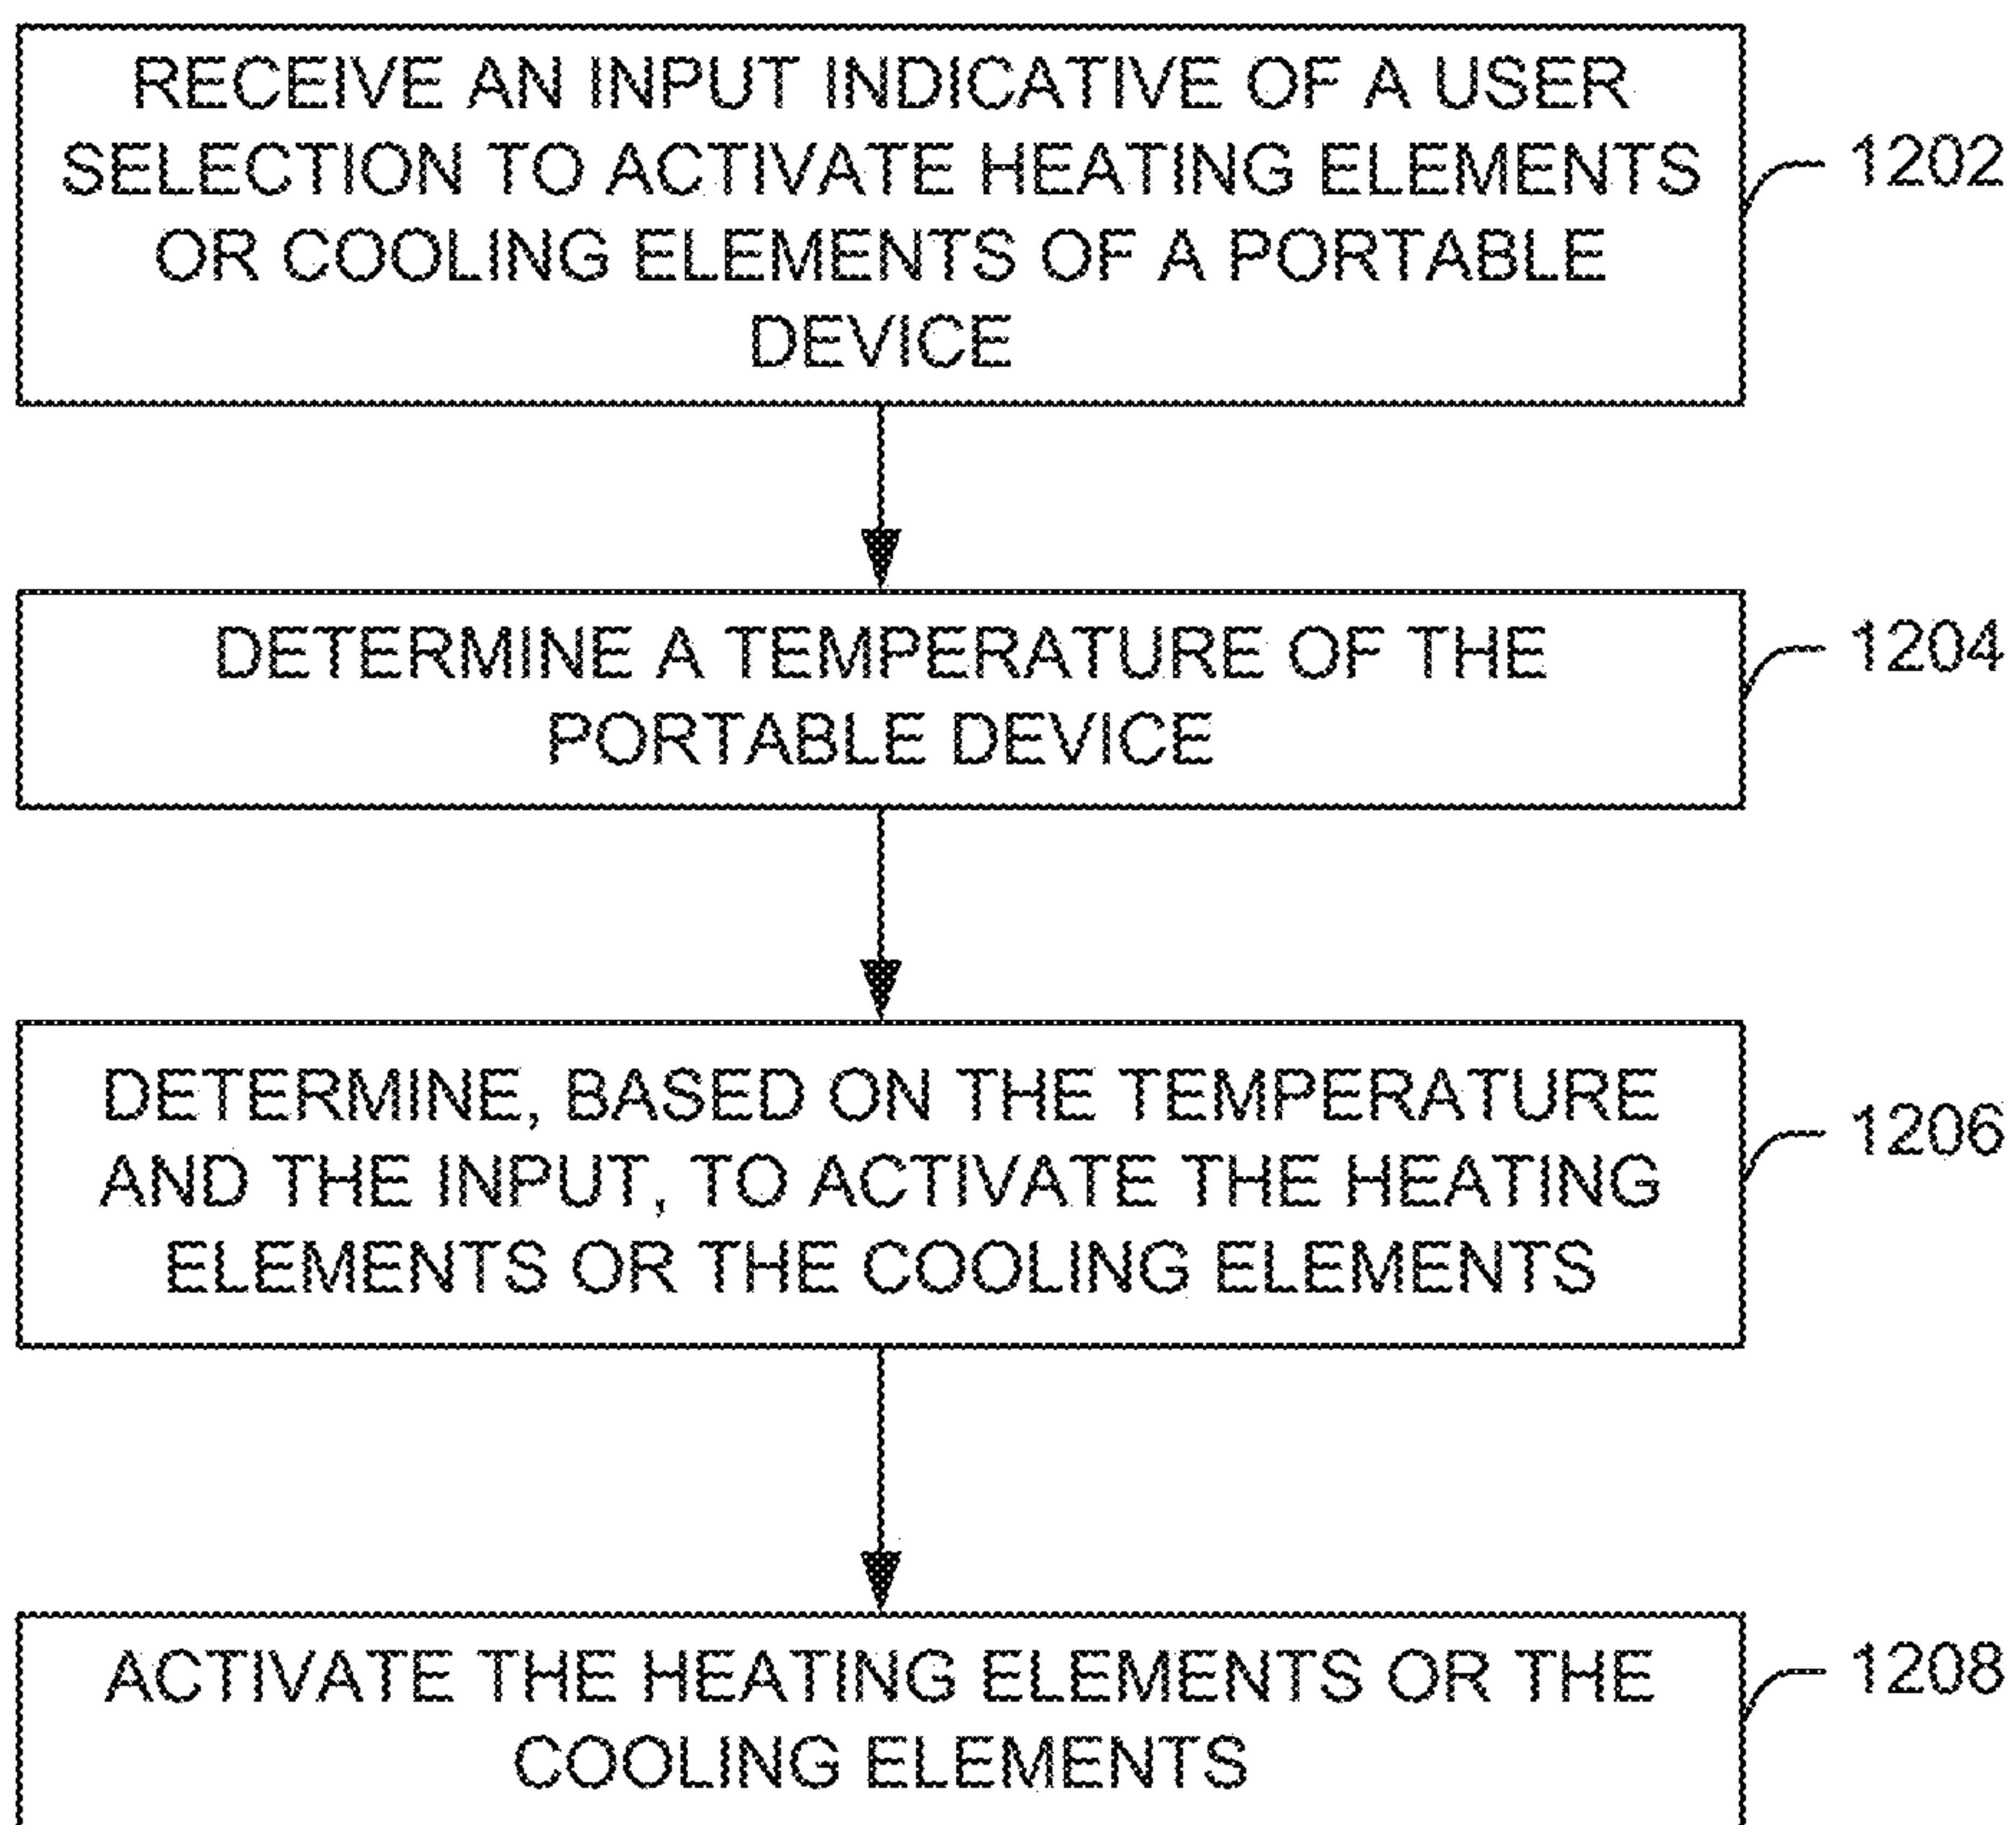 RECEIVE AN INPUT INDICATIVE OF A USER
SELECTION TO ACTIVATE HEATING ELEMENTS
OR COOLING ELEMENTS OF A PORTABLE
DEVICE
1202
DETERMINE A TEMPERATURE OF THE
PORTABLE DEVICE
1204
DETERMINE, BASED ON THE TEMPERATURE
AND THE INPUT, TO ACTIVATE THE HEATING
ELEMENTS OR THE COOLING ELEMENTS
1206
ACTIVATE THE HEATING ELEMENTS OR THE
COOLING ELEMENTS
1208